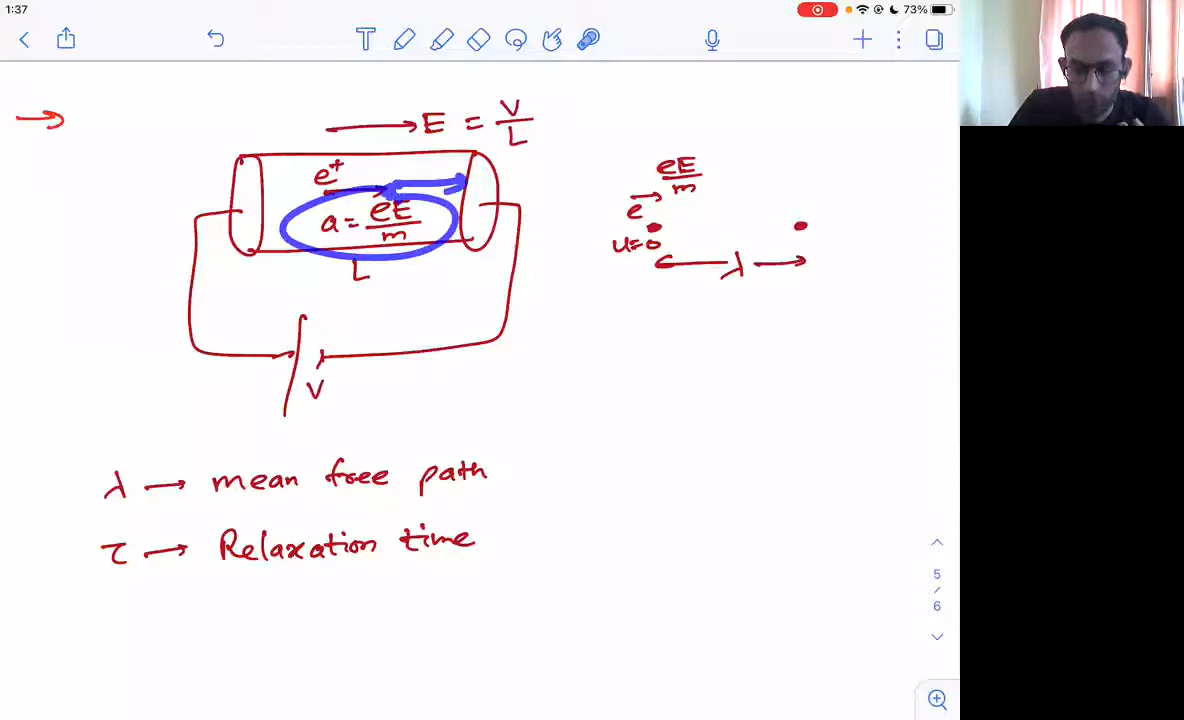 1:37
73%
T
→ E = V/L
e⁺
a = eE/m
L
V
eE/m
e
u=0
λ
λ → mean free path
τ → Relaxation time
5
/
6